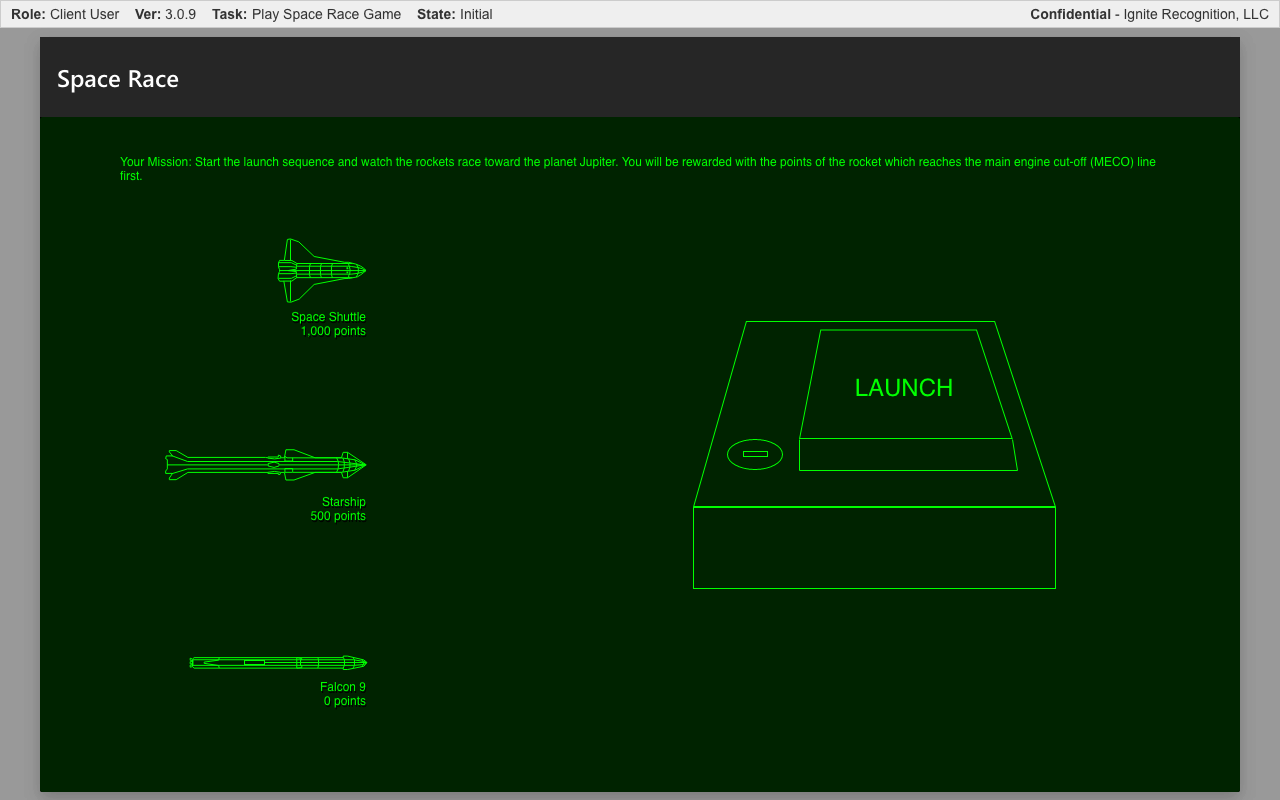 Role: Client User Ver: 3.0.9 Task: Play Space Race Game State: Initial Confidential - Ignite Recognition, LLC
Space Race
Your Mission: Start the launch sequence and watch the rockets race toward the planet Jupiter. You will be rewarded with the points of the rocket which reaches the main engine cut-off (MECO) line
first.
Space Shuttle
1,000 points
LAUNCH
Starship
500 points
Falcon 9
0 points